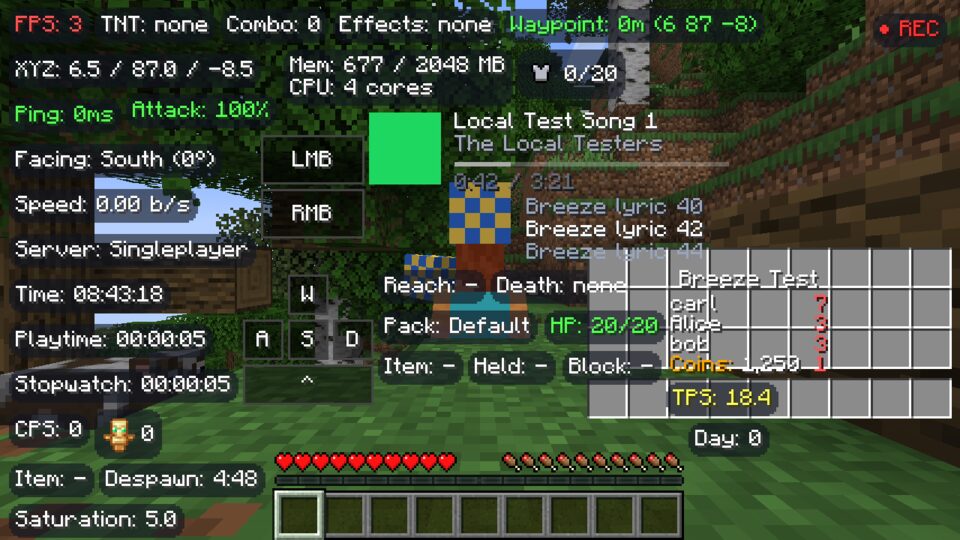 FPS: 3 TNT: none Combo: 0 Effects: none Waypoint: 0m (6 87 -8) ● REC
XYZ: 6.5 / 87.0 / -8.5
Mem: 677 / 2048 MB
CPU: 4 cores
0/20
Ping: 0ms Attack: 100%
Local Test Song 1
The Local Testers
0:42 / 3:21
Facing: South (0°)
LMB
Speed: 0.00 b/s
RMB
Breeze lyric 40
Breeze lyric 42
Breeze lyric 44
Server: Singleplayer
Reach: - Death: none
Breeze Test
Time: 08:43:18
W
carl 7
Alice 3
Pack: Default HP: 20/20
Playtime: 00:00:05
A S D
bob 3
Item: - Held: - Block: -
Coins: 1,250 1
Stopwatch: 00:00:05
^
TPS: 18.4
CPS: 0 0
Day: 0
Item: - Despawn: 4:48
Saturation: 5.0